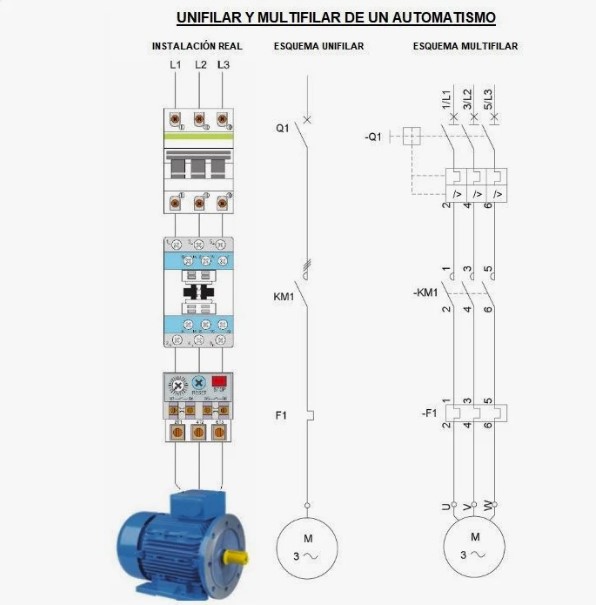 UNIFILAR Y MULTIFILAR DE UN AUTOMATISMO
INSTALACIÓN REAL
ESQUEMA UNIFILAR
ESQUEMA MULTIFILAR
L1 L2 L3
1/L1 3/L2 5/L3
Q1
-Q1
/> /> />
2 4 6
1 3 5
KM1
-KM1
2 4 6
F1
-F1
1 3 5
2 4 6
U V W
M
3 ~
M
3 ~